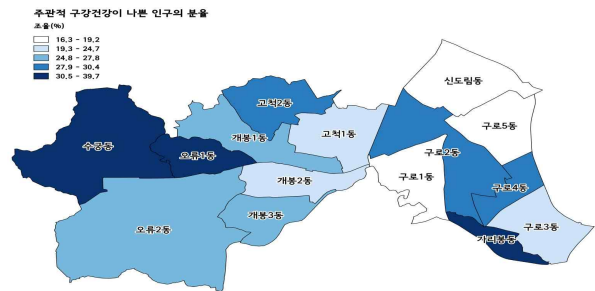 주관적 구강건강이 나쁜 인구의 분율
조율(%)
16,3 - 19,2
19,3 - 24,7
24,8 - 27,8
27,9 - 30,4
30,5 - 39,7
신도림동
고척2동
수궁동
개봉1동
고척1동
구로5동
오류1동
구로2동
구로1동
개봉2동
구로4동
오류2동
개봉3동
구로3동
가리봉동